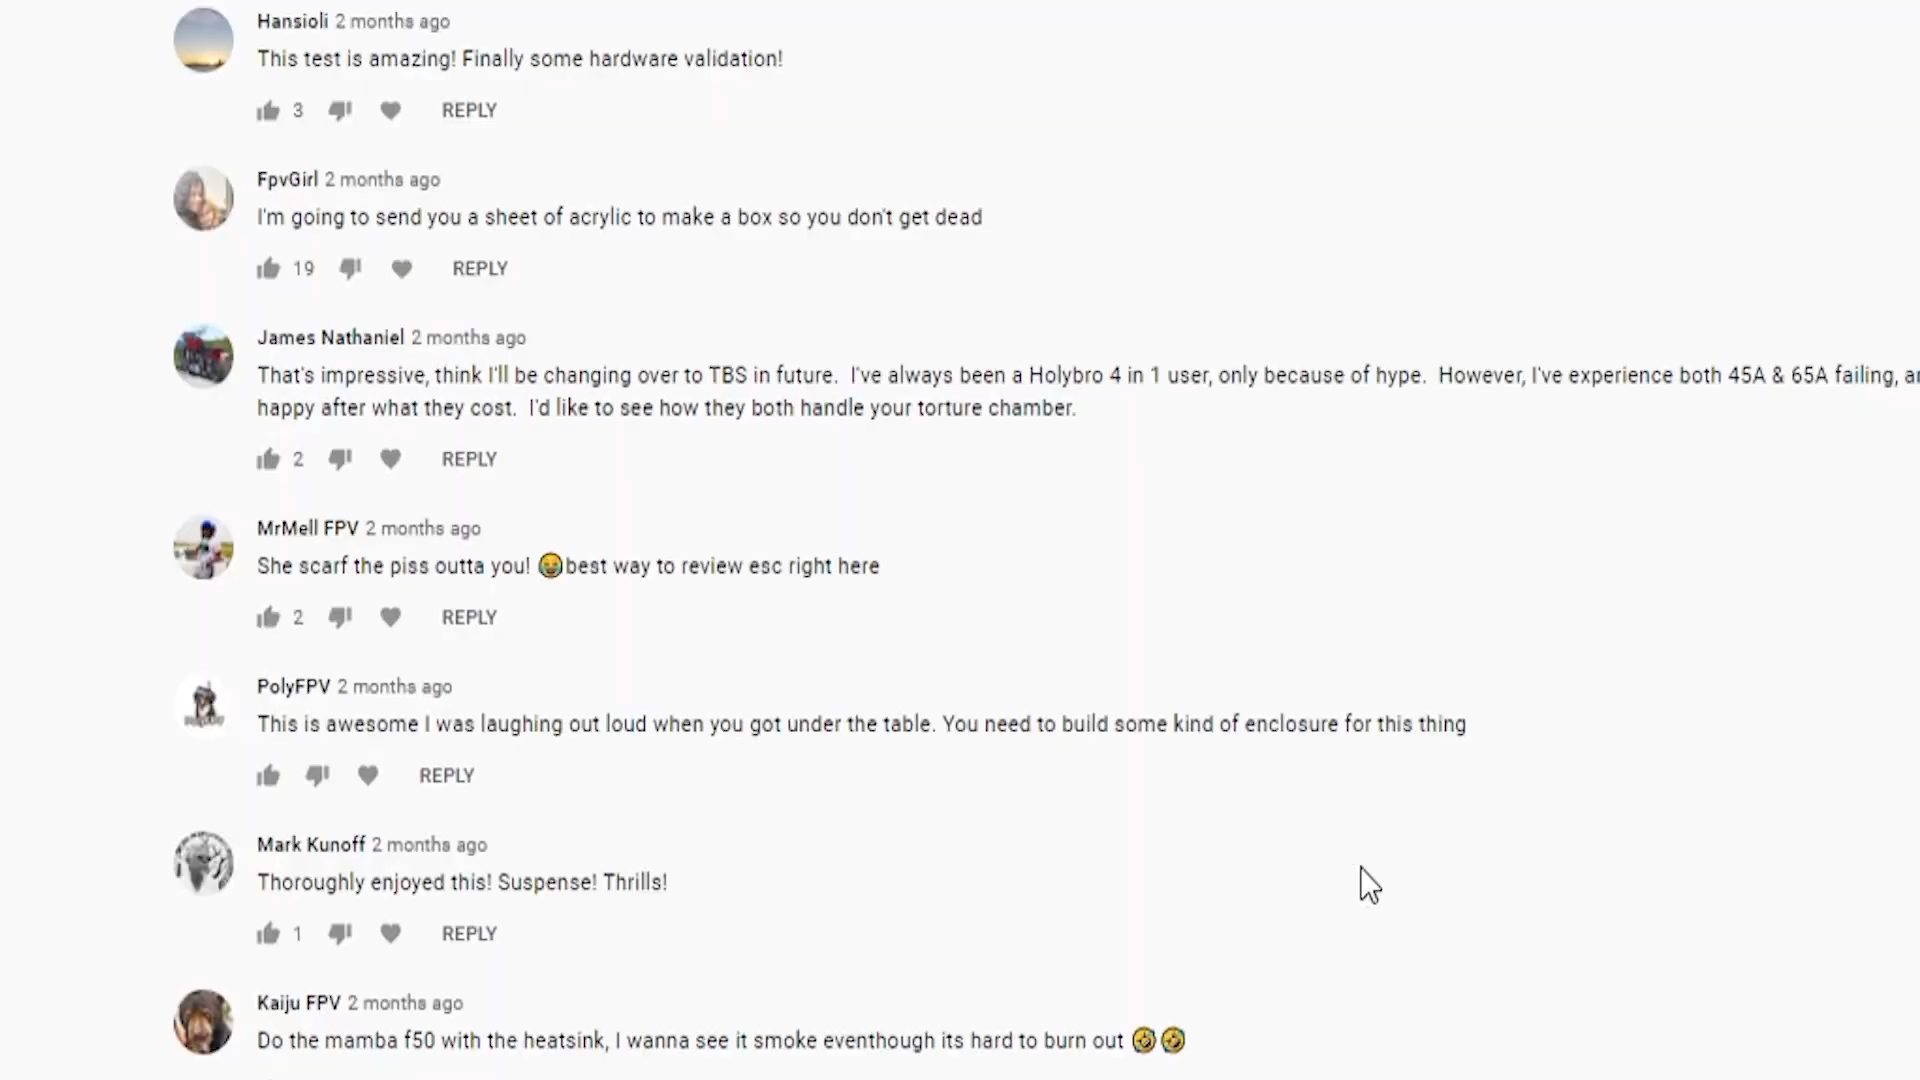 Hansioli 2 months ago
This test is amazing! Finally some hardware validation!
3 REPLY
FpvGirl 2 months ago
I'm going to send you a sheet of acrylic to make a box so you don't get dead
19 REPLY
James Nathaniel 2 months ago
That's impressive, think I'll be changing over to TBS in future. I've always been a Holybro 4 in 1 user, only because of hype. However, I've experience both 45A & 65A failing,
happy after what they cost. I'd like to see how they both handle your torture chamber.
2 REPLY
MrMell FPV 2 months ago
She scarf the piss outta you! 😭best way to review esc right here
2 REPLY
PolyFPV 2 months ago
This is awesome I was laughing out loud when you got under the table. You need to build some kind of enclosure for this thing
REPLY
Mark Kunoff 2 months ago
Thoroughly enjoyed this! Suspense! Thrills!
1 REPLY
Kaiju FPV 2 months ago
Do the mamba f50 with the heatsink, I wanna see it smoke eventhough its hard to burn out 🤣🤣